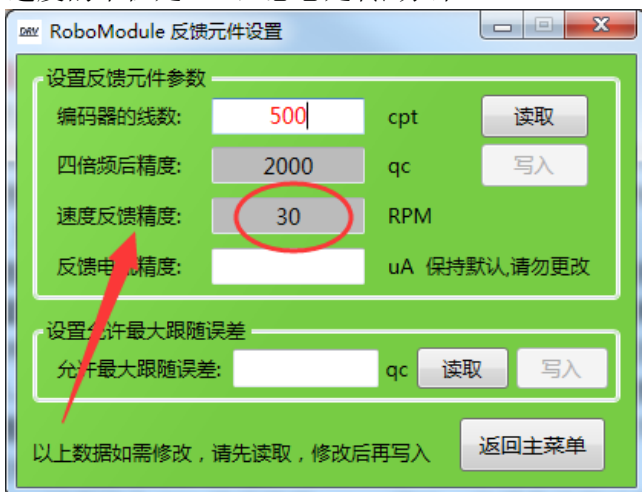 DRV RoboModule 反馈元件设置
设置反馈元件参数
编码器的线数: 500 cpt 读取
四倍频后精度: 2000 qc 写入
速度反馈精度: 30 RPM
反馈电 精度: uA 保持默认,请勿更改
设置允许最大跟随误差
允许最大跟随误差: qc 读取 写入
以上数据如需修改，请先读取，修改后再写入 返回主菜单